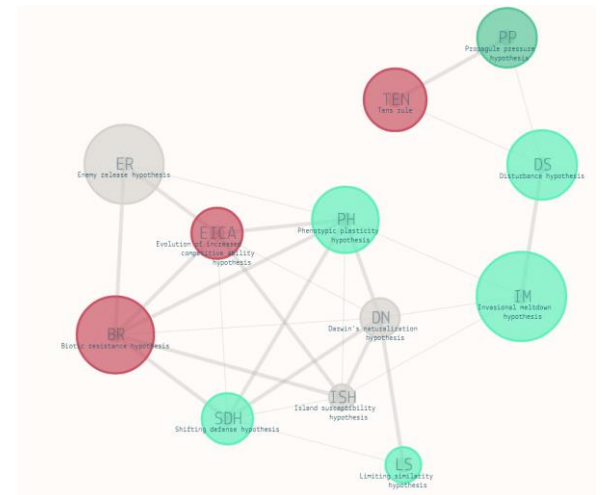 PP
Propagule pressure
hypothesis
TEN
Tens rule
ER
Enemy release hypothesis
DS
Disturbance hypothesis
PH
Phenotypic plasticity
hypothesis
EICA
Evolution of increased
competitive ability
hypothesis
IM
Invasional meltdown
hypothesis
DN
Darwin's naturalization
hypothesis
BR
Biotic resistance hypothesis
ISH
Island susceptibility
hypothesis
SDH
Shifting defense hypothesis
LS
Limiting similarity
hypothesis